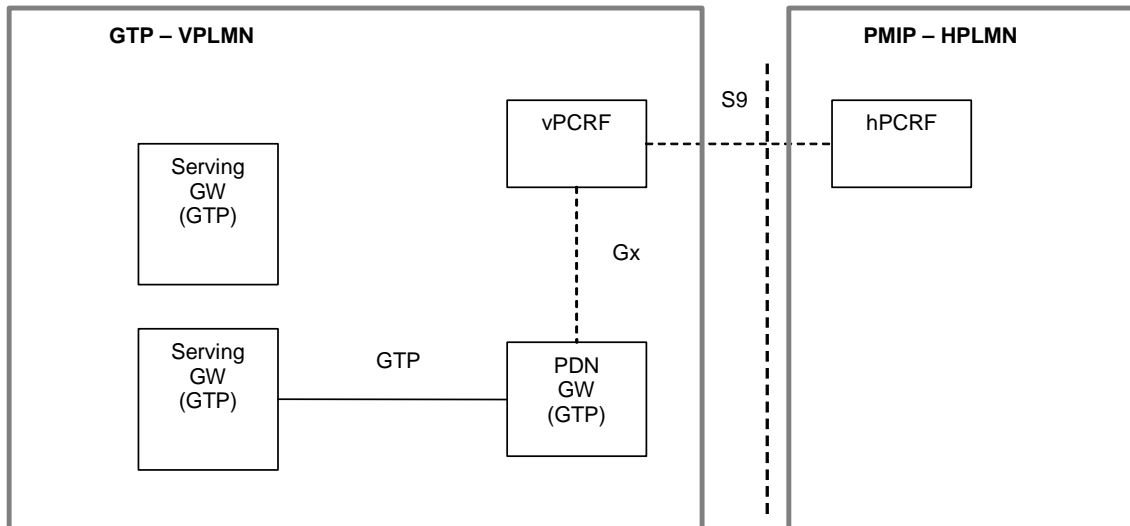 GTP – VPLMN
PMIP – HPLMN
S9
vPCRF
hPCRF
Serving
GW
(GTP)
Gx
Serving
GW
(GTP)
GTP
PDN
GW
(GTP)